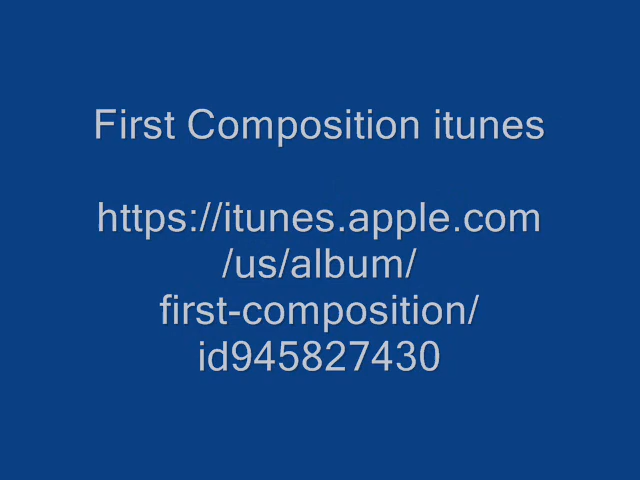 First Composition itunes
https://itunes.apple.com
/us/album/
first-composition/
id945827430